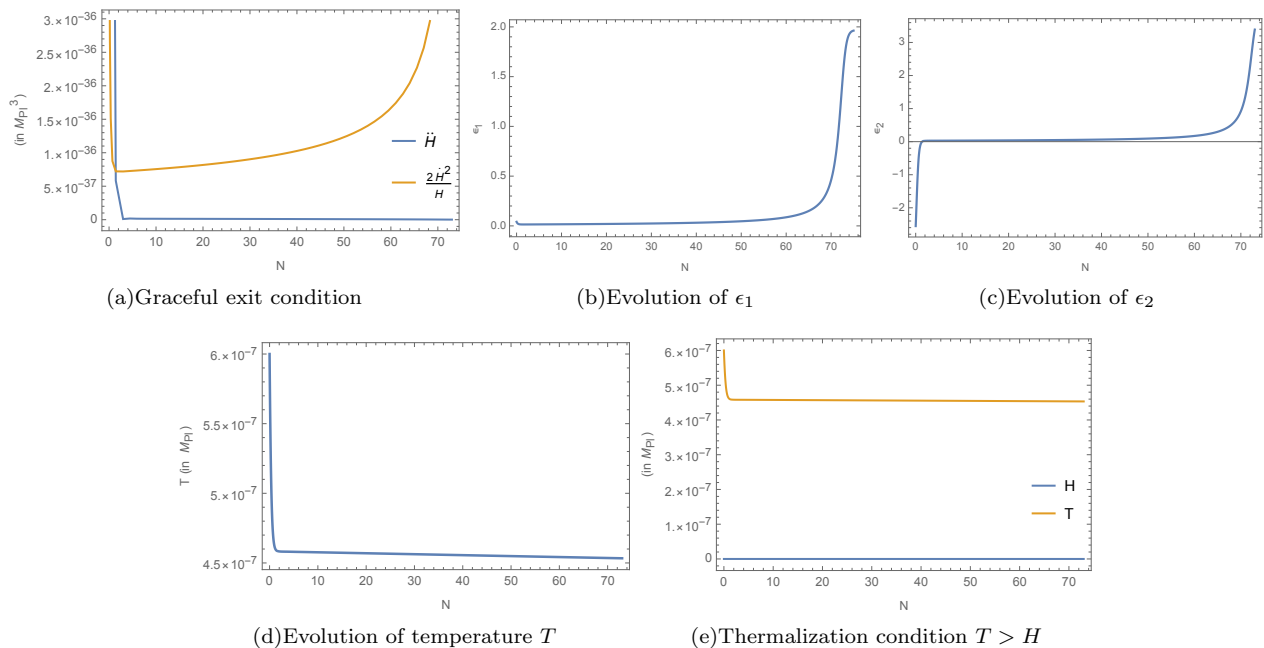 3.×10⁻³⁶
2.5×10⁻³⁶
2.×10⁻³⁶
1.5×10⁻³⁶
1.×10⁻³⁶
5.×10⁻³⁷
0
(in M_Pl³)
Ḧ
2Ḣ²/H
0 10 20 30 40 50 60 70
N
(a)Graceful exit condition
2.0
1.5
1.0
0.5
0.0
ϵ₁
0 10 20 30 40 50 60 70
N
(b)Evolution of ϵ₁
3
2
1
0
-1
-2
ϵ₂
0 10 20 30 40 50 60 70
N
(c)Evolution of ϵ₂
6.×10⁻⁷
5.5×10⁻⁷
5.×10⁻⁷
4.5×10⁻⁷
T (in M_Pl)
0 10 20 30 40 50 60 70
N
(d)Evolution of temperature T
6.×10⁻⁷
5.×10⁻⁷
4.×10⁻⁷
3.×10⁻⁷
2.×10⁻⁷
1.×10⁻⁷
0
(in M_Pl)
H
T
0 10 20 30 40 50 60 70
N
(e)Thermalization condition T > H